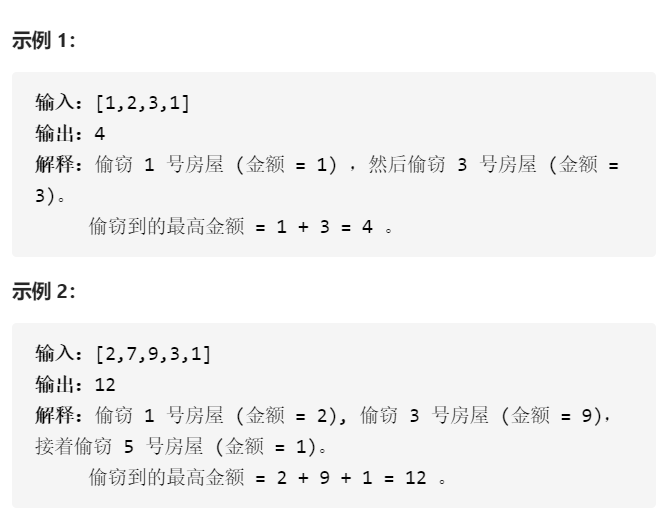 示例 1：
输入：[1,2,3,1]
输出：4
解释：偷窃 1 号房屋 (金额 = 1) ，然后偷窃 3 号房屋 (金额 =
3)。
偷窃到的最高金额 = 1 + 3 = 4 。
示例 2：
输入：[2,7,9,3,1]
输出：12
解释：偷窃 1 号房屋 (金额 = 2), 偷窃 3 号房屋 (金额 = 9)，
接着偷窃 5 号房屋 (金额 = 1)。
偷窃到的最高金额 = 2 + 9 + 1 = 12 。